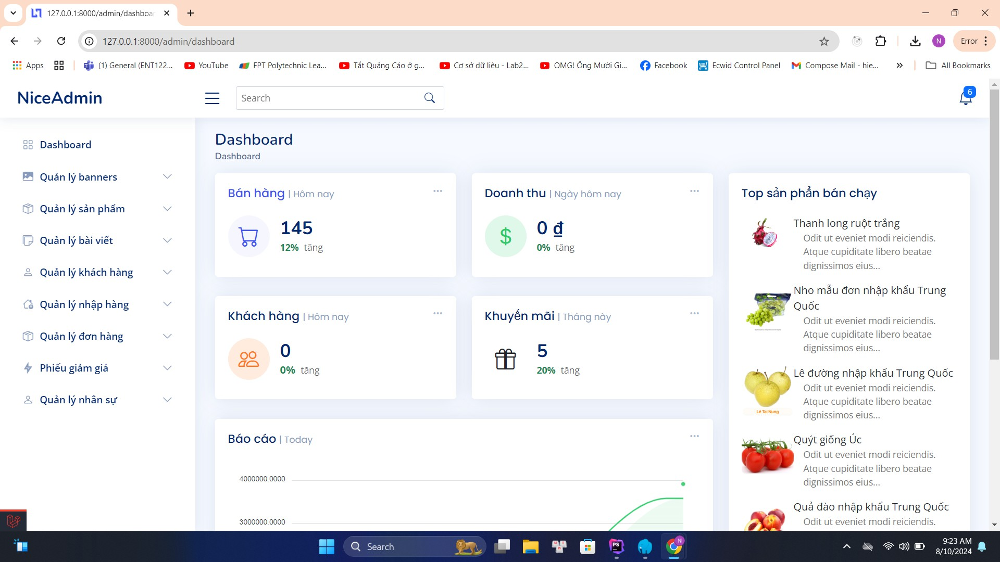 127.0.0.1:8000/admin/dashboar
127.0.0.1:8000/admin/dashboard
N
Error
Apps
(1) General (ENT122...
YouTube
FPT Polytechnic Lea...
Tắt Quảng Cáo ở g...
Cơ sở dữ liệu - Lab2...
OMG! Ông Mười Gi...
Facebook
Ecwid Control Panel
Compose Mail - hie...
All Bookmarks
NiceAdmin
Search
6
Dashboard
Quản lý banners
Quản lý sản phẩm
Quản lý bài viết
Quản lý khách hàng
Quản lý nhập hàng
Quản lý đơn hàng
Phiếu giảm giá
Quản lý nhân sự
Dashboard
Dashboard
Bán hàng | Hôm nay
145
12% tăng
Doanh thu | Ngày hôm nay
$
0 ₫
0% tăng
Khách hàng | Hôm nay
0
0% tăng
Khuyến mãi | Tháng này
5
20% tăng
Báo cáo | Today
4000000.0000
3000000.0000
Top sản phẩn bán chạy
Thanh long ruột trắng
Odit ut eveniet modi reiciendis.
Atque cupiditate libero beatae
dignissimos eius...
Nho mẫu đơn nhập khẩu Trung
Quốc
Odit ut eveniet modi reiciendis.
Atque cupiditate libero beatae
dignissimos eius...
Lê đường nhập khẩu Trung Quốc
Odit ut eveniet modi reiciendis.
Atque cupiditate libero beatae
dignissimos eius...
Lê Tai Nung
Quýt giống Úc
Odit ut eveniet modi reiciendis.
Atque cupiditate libero beatae
dignissimos eius...
Quả đào nhập khẩu Trung Quốc
Odit ut eveniet modi reiciendis.
Search
PS
N
9:23 AM
8/10/2024